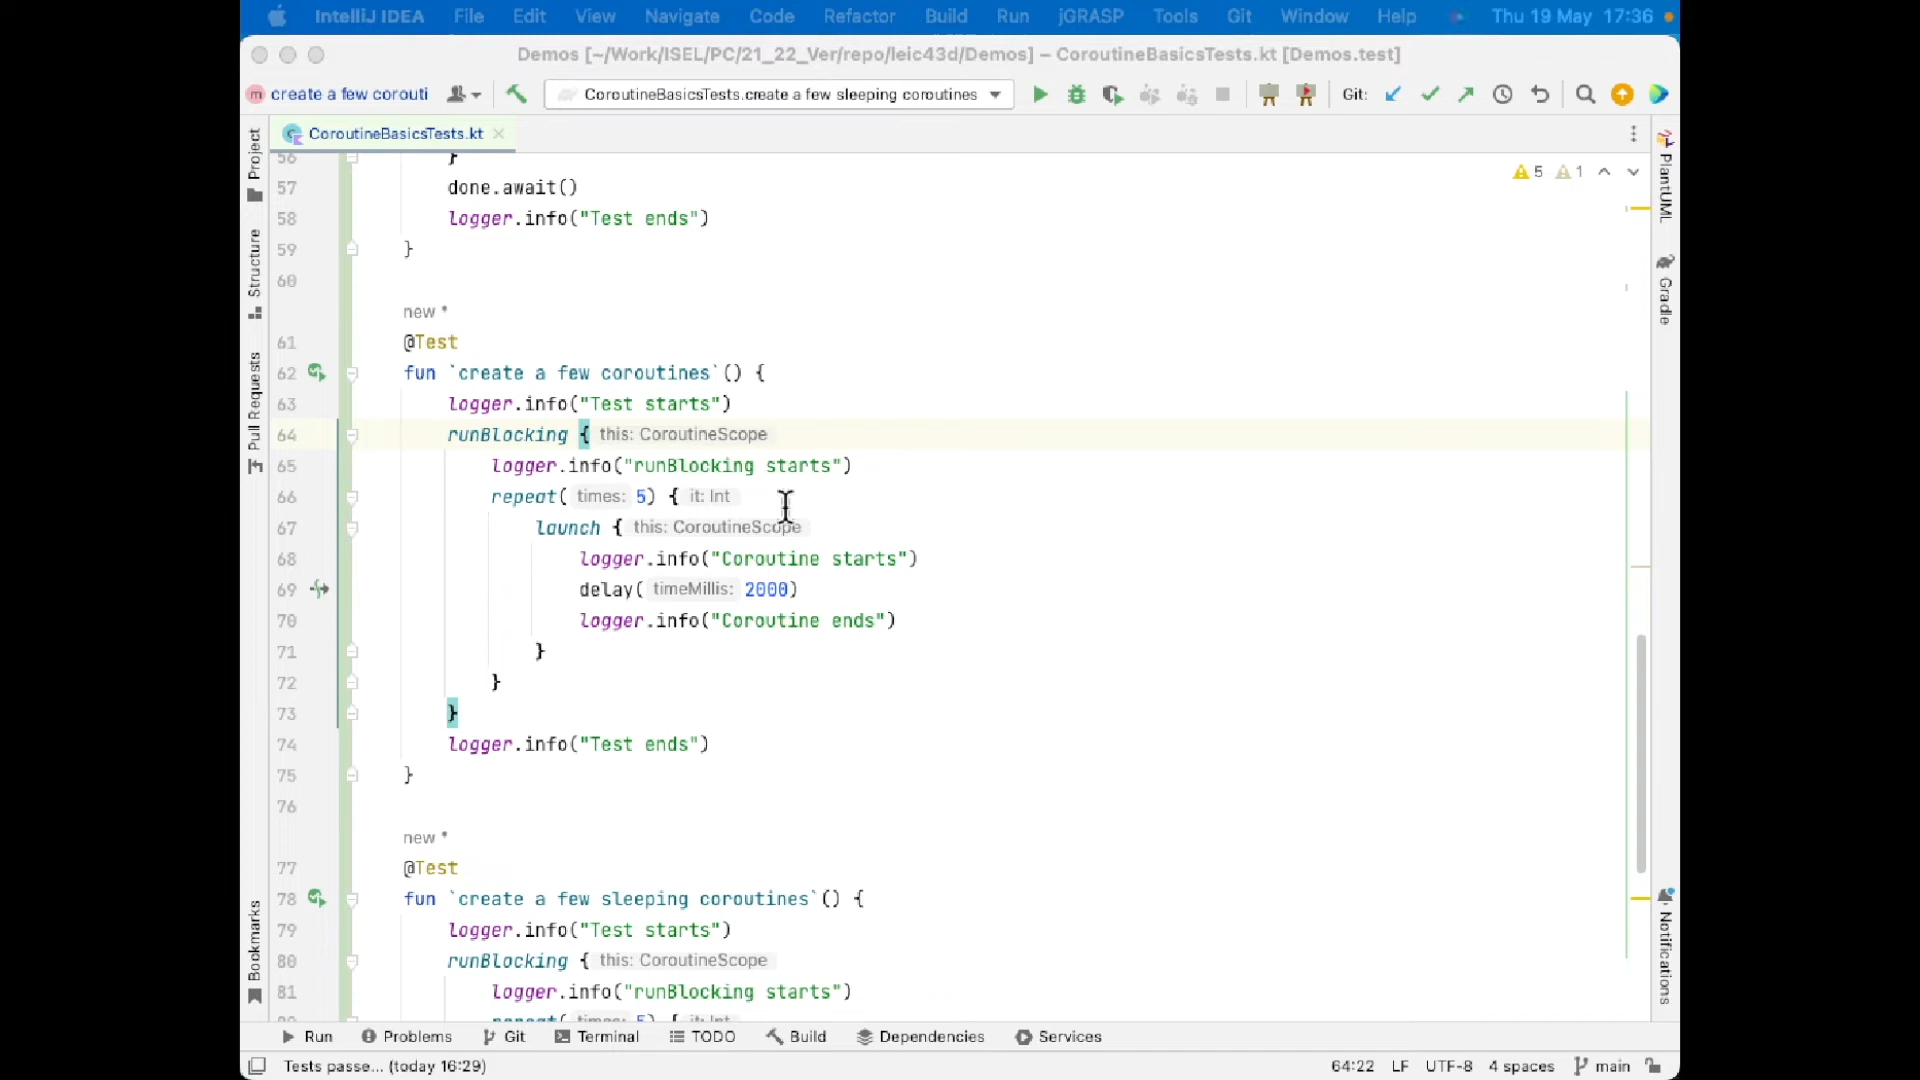 IntelliJ IDEA File Edit View Navigate Code Refactor Build Run jGRASP Tools Git Window Help Thu 19 May 17:36
Demos [~/Work/ISEL/PC/21_22_Ver/repo/leic43d/Demos] – CoroutineBasicsTests.kt [Demos.test]
m create a few corouti CoroutineBasicsTests.create a few sleeping coroutines Git:
CoroutineBasicsTests.kt
Project
Structure
Pull Requests
Bookmarks
5 1
56 }
57 done.await()
58 logger.info("Test ends")
59 }
60
new *
61 @Test
62 fun `create a few coroutines`() {
63 logger.info("Test starts")
64 runBlocking { this: CoroutineScope
65 logger.info("runBlocking starts")
66 repeat( times: 5) { it: Int
67 launch { this: CoroutineScope
68 logger.info("Coroutine starts")
69 delay( timeMillis: 2000)
70 logger.info("Coroutine ends")
71 }
72 }
73 }
74 logger.info("Test ends")
75 }
76
new *
77 @Test
78 fun `create a few sleeping coroutines`() {
79 logger.info("Test starts")
80 runBlocking { this: CoroutineScope
81 logger.info("runBlocking starts")
repeat( times: 5) { it: Int
PlantUML
Gradle
Notifications
Run Problems Git Terminal TODO Build Dependencies Services
Tests passe... (today 16:29) 64:22 LF UTF-8 4 spaces main